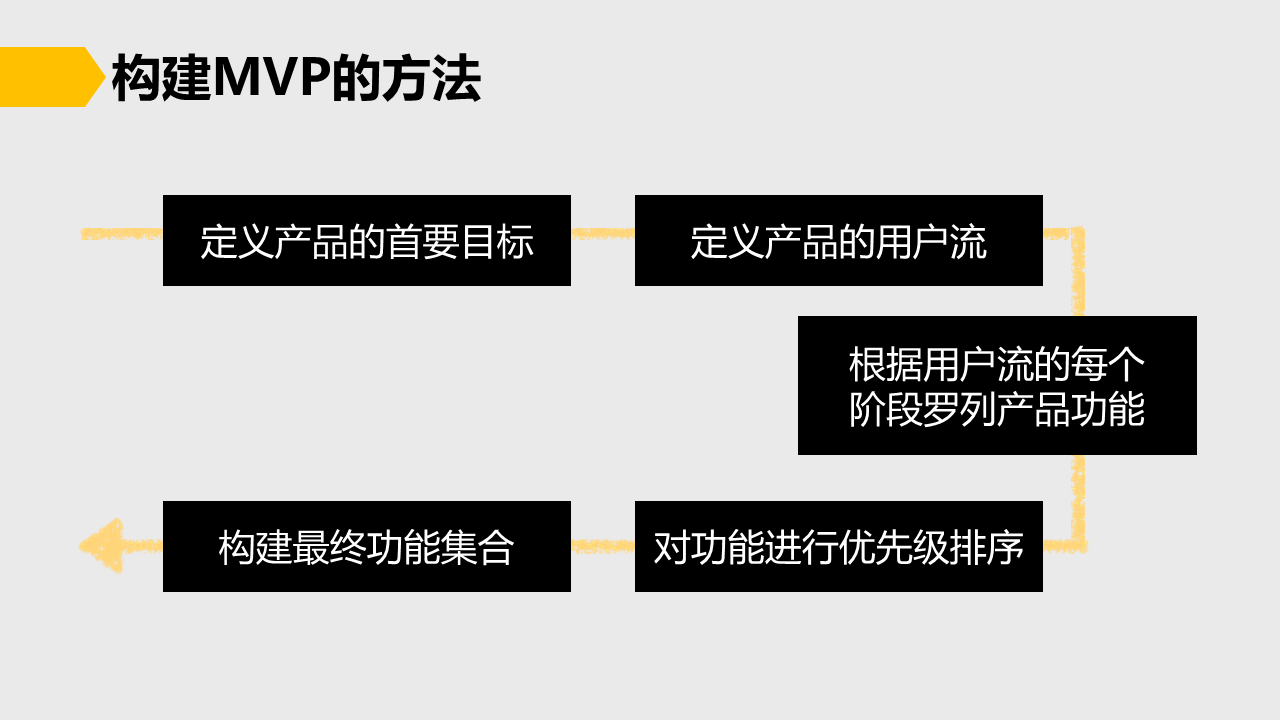 构建MVP的方法
定义产品的首要目标
定义产品的用户流
根据用户流的每个
阶段罗列产品功能
对功能进行优先级排序
构建最终功能集合